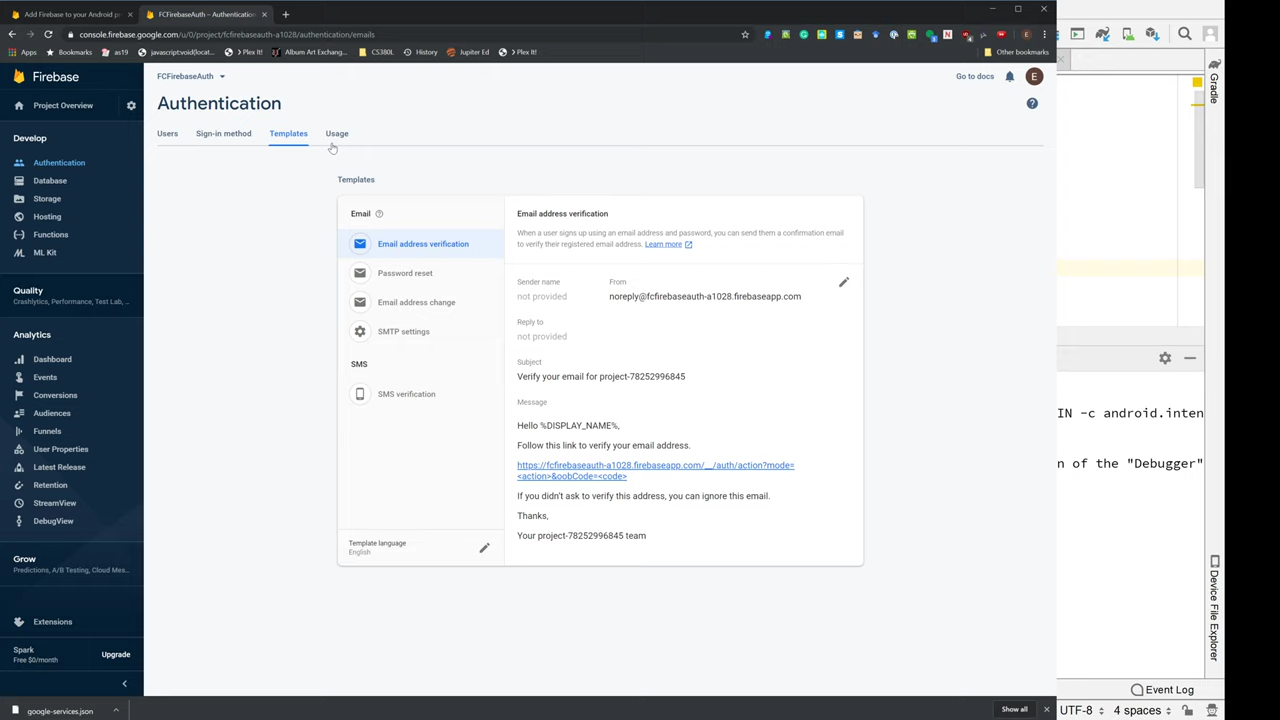 Add Firebase to your Android pr
FCFirebaseAuth – Authentication
console.firebase.google.com/u/0/project/fcfirebaseauth-a1028/authentication/emails
Apps
Bookmarks
as19
javascript:void(locat...
> Plex It!
Album Art Exchang...
CS380L
History
Jupiter Ed
> Plex It!
Other bookmarks
Firebase
FCFirebaseAuth
Go to docs
E
Project Overview
Authentication
Users
Sign-in method
Templates
Usage
Develop
Authentication
Database
Storage
Hosting
Functions
ML Kit
Quality
Crashlytics, Performance, Test Lab, ...
Analytics
Dashboard
Events
Conversions
Audiences
Funnels
User Properties
Latest Release
Retention
StreamView
DebugView
Grow
Predictions, A/B Testing, Cloud Mes...
Extensions
Spark
Free $0/month
Upgrade
Templates
Email
Email address verification
Password reset
Email address change
SMTP settings
SMS
SMS verification
Template language
English
Email address verification
When a user signs up using an email address and password, you can send them a confirmation email
to verify their registered email address. Learn more
Sender name
not provided
From
noreply@fcfirebaseauth-a1028.firebaseapp.com
Reply to
not provided
Subject
Verify your email for project-78252996845
Message
Hello %DISPLAY_NAME%,
Follow this link to verify your email address.
https://fcfirebaseauth-a1028.firebaseapp.com/__/auth/action?mode=
<action>&oobCode=<code>
If you didn't ask to verify this address, you can ignore this email.
Thanks,
Your project-78252996845 team
Gradle
IN -c android.inten
n of the "Debugger"
Device File Explorer
Event Log
UTF-8
4 spaces
google-services.json
Show all